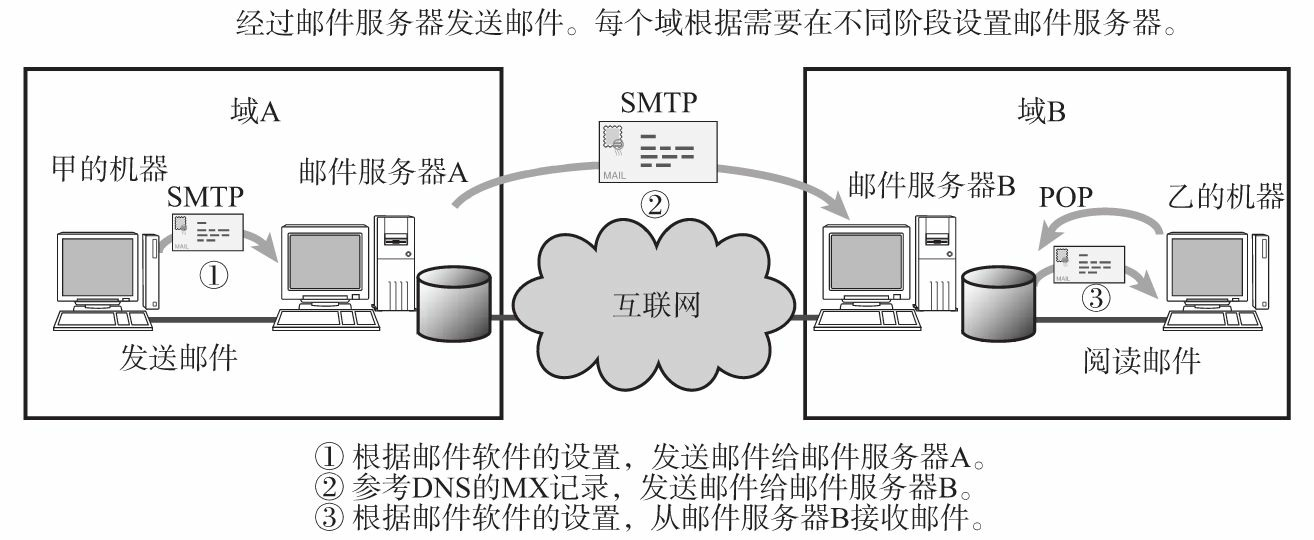 经过邮件服务器发送邮件。每个域根据需要在不同阶段设置邮件服务器。
域A
甲的机器
SMTP
MAIL
①
邮件服务器A
发送邮件
SMTP
MAIL
②
互联网
域B
邮件服务器B
POP
乙的机器
MAIL
③
阅读邮件
① 根据邮件软件的设置，发送邮件给邮件服务器A。
② 参考DNS的MX记录，发送邮件给邮件服务器B。
③ 根据邮件软件的设置，从邮件服务器B接收邮件。